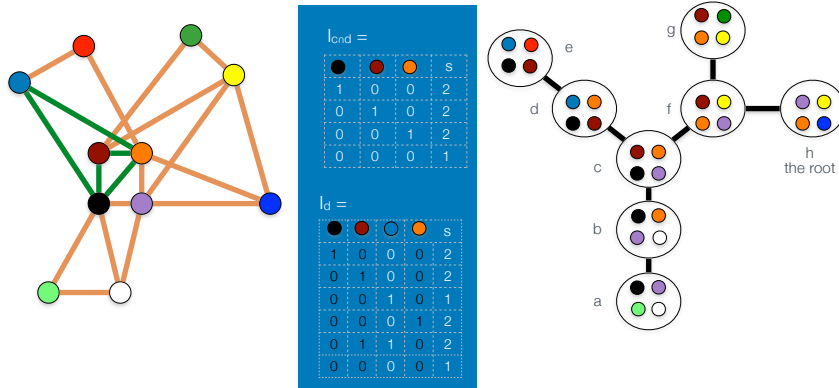 I_cnd =
s
1 0 0 2
0 1 0 2
0 0 1 2
0 0 0 1
I_d =
s
1 0 0 0 2
0 1 0 0 2
0 0 1 0 1
0 0 0 1 2
0 1 1 0 2
0 0 0 0 1
g
e
d
f
c
h
the root
b
a